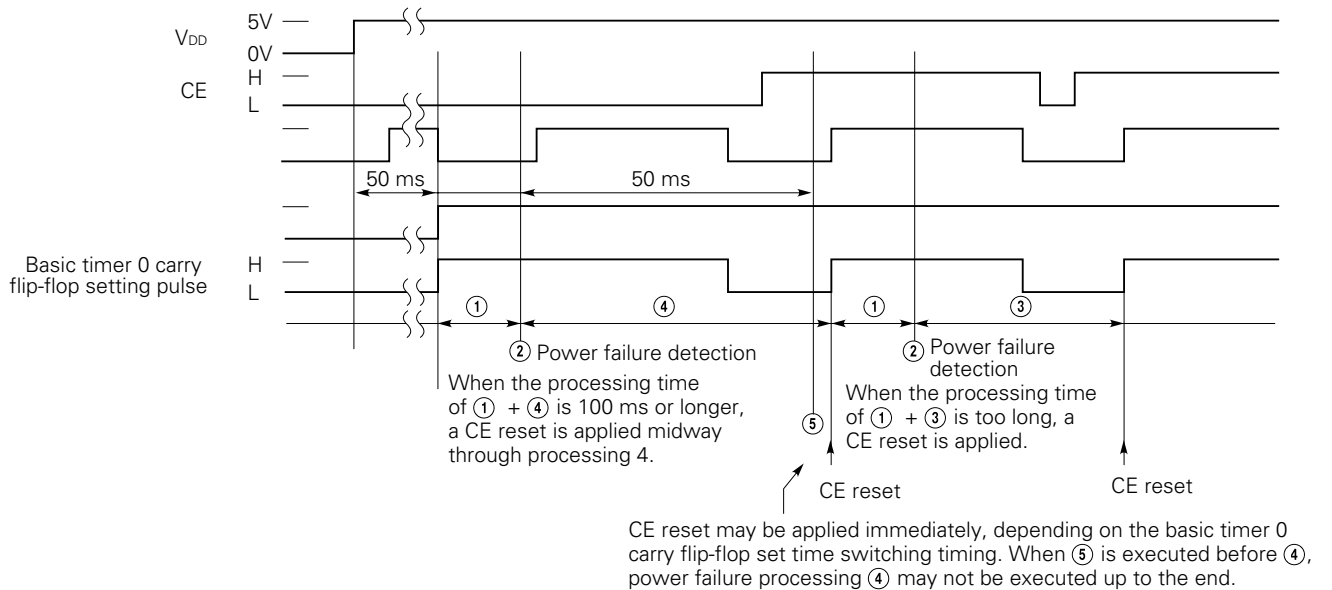 5V
VDD
0V
H
CE
L
50 ms
50 ms
Basic timer 0 carry
flip-flop setting pulse
H
L
① ④ ① ③
② Power failure detection
② Power failure
detection
When the processing time
of ① + ④ is 100 ms or longer,
a CE reset is applied midway
through processing 4.
When the processing time
of ① + ③ is too long, a
CE reset is applied.
⑤
CE reset
CE reset
CE reset may be applied immediately, depending on the basic timer 0
carry flip-flop set time switching timing. When ⑤ is executed before ④,
power failure processing ④ may not be executed up to the end.